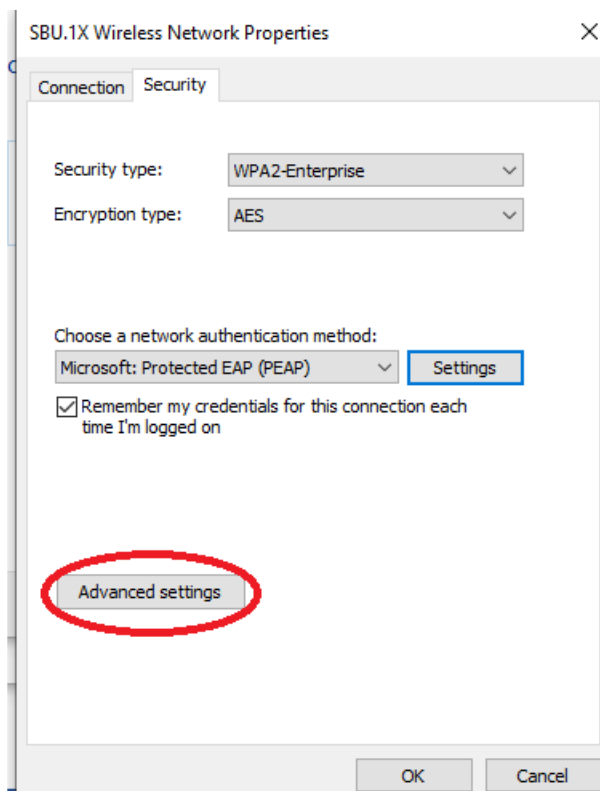 SBU.1X Wireless Network Properties
Connection
Security
Security type:
WPA2-Enterprise
Encryption type:
AES
Choose a network authentication method:
Microsoft: Protected EAP (PEAP)
Settings
Remember my credentials for this connection each
time I'm logged on
Advanced settings
OK
Cancel